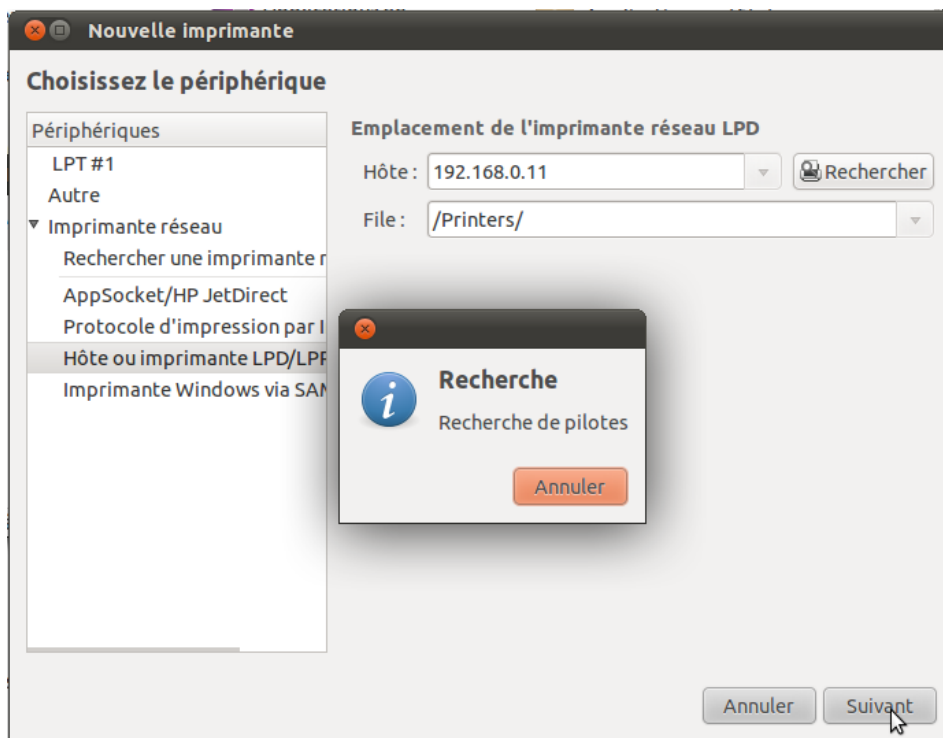 Nouvelle imprimante
Choisissez le périphérique
Périphériques
LPT #1
Autre
Imprimante réseau
Rechercher une imprimante
AppSocket/HP JetDirect
Protocole d'impression par
Hôte ou imprimante LPD/LPR
Imprimante Windows via
Emplacement de l'imprimante réseau LPD
Hôte : 192.168.0.11 Rechercher
File : /Printers/
Recherche
Recherche de pilotes
Annuler
Annuler Suivant